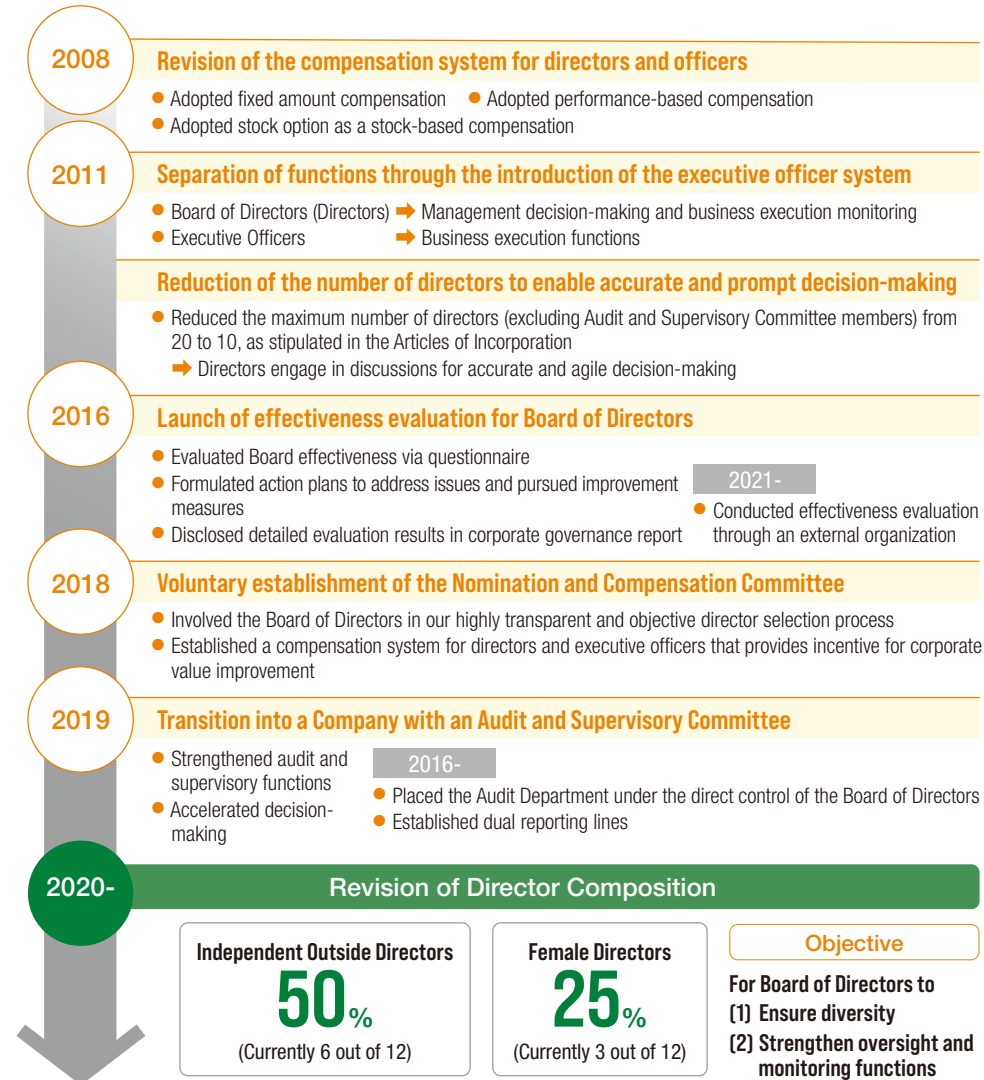 2008
Revision of the compensation system for directors and officers
● Adopted fixed amount compensation ● Adopted performance-based compensation
● Adopted stock option as a stock-based compensation
2011
Separation of functions through the introduction of the executive officer system
● Board of Directors (Directors) ➡ Management decision-making and business execution monitoring
● Executive Officers ➡ Business execution functions
Reduction of the number of directors to enable accurate and prompt decision-making
● Reduced the maximum number of directors (excluding Audit and Supervisory Committee members) from
20 to 10, as stipulated in the Articles of Incorporation
➡ Directors engage in discussions for accurate and agile decision-making
2016
Launch of effectiveness evaluation for Board of Directors
● Evaluated Board effectiveness via questionnaire
● Formulated action plans to address issues and pursued improvement
measures
● Disclosed detailed evaluation results in corporate governance report
2021-
● Conducted effectiveness evaluation
through an external organization
2018
Voluntary establishment of the Nomination and Compensation Committee
● Involved the Board of Directors in our highly transparent and objective director selection process
● Established a compensation system for directors and executive officers that provides incentive for corporate
value improvement
2019
Transition into a Company with an Audit and Supervisory Committee
● Strengthened audit and
supervisory functions
● Accelerated decision-
making
2016-
● Placed the Audit Department under the direct control of the Board of Directors
● Established dual reporting lines
2020-
Revision of Director Composition
Independent Outside Directors
50%
(Currently 6 out of 12)
Female Directors
25%
(Currently 3 out of 12)
Objective
For Board of Directors to
(1) Ensure diversity
(2) Strengthen oversight and
monitoring functions